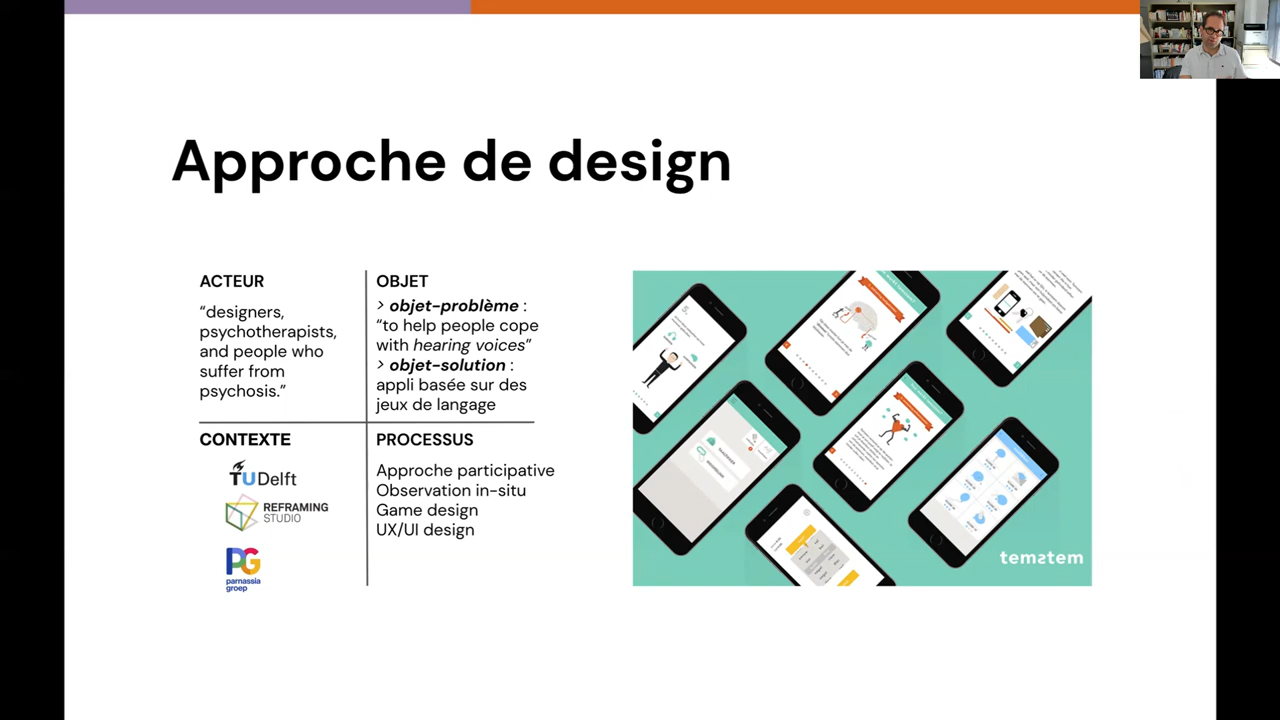 Approche de design
ACTEUR
“designers,
psychotherapists,
and people who
suffer from
psychosis.”
OBJET
> objet-problème :
“to help people cope
with hearing voices”
> objet-solution :
appli basée sur des
jeux de langage
CONTEXTE
TUDelft
REFRAMING
STUDIO
PG
parnassia
groep
PROCESSUS
Approche participative
Observation in-situ
Game design
UX/UI design
temstem